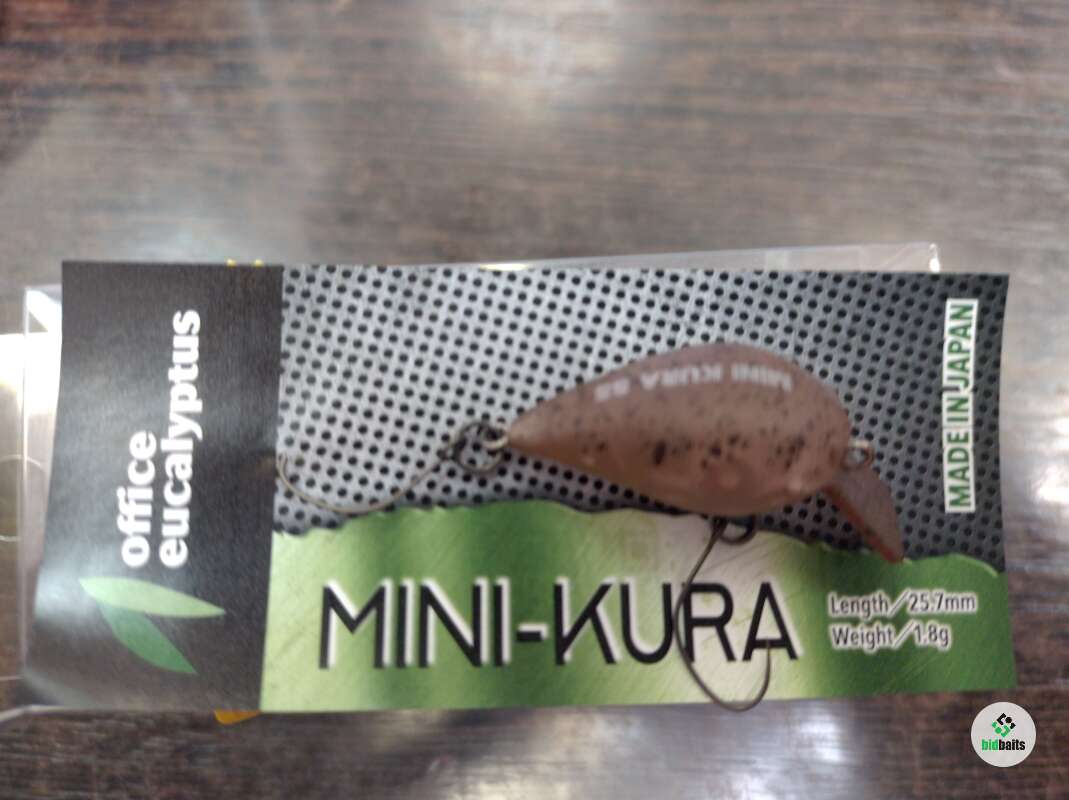 office
eucalyptus
MINI KURA SS
MADE IN JAPAN
MINI-KURA
Length/25.7mm
Weight/1.8g
bidbaits